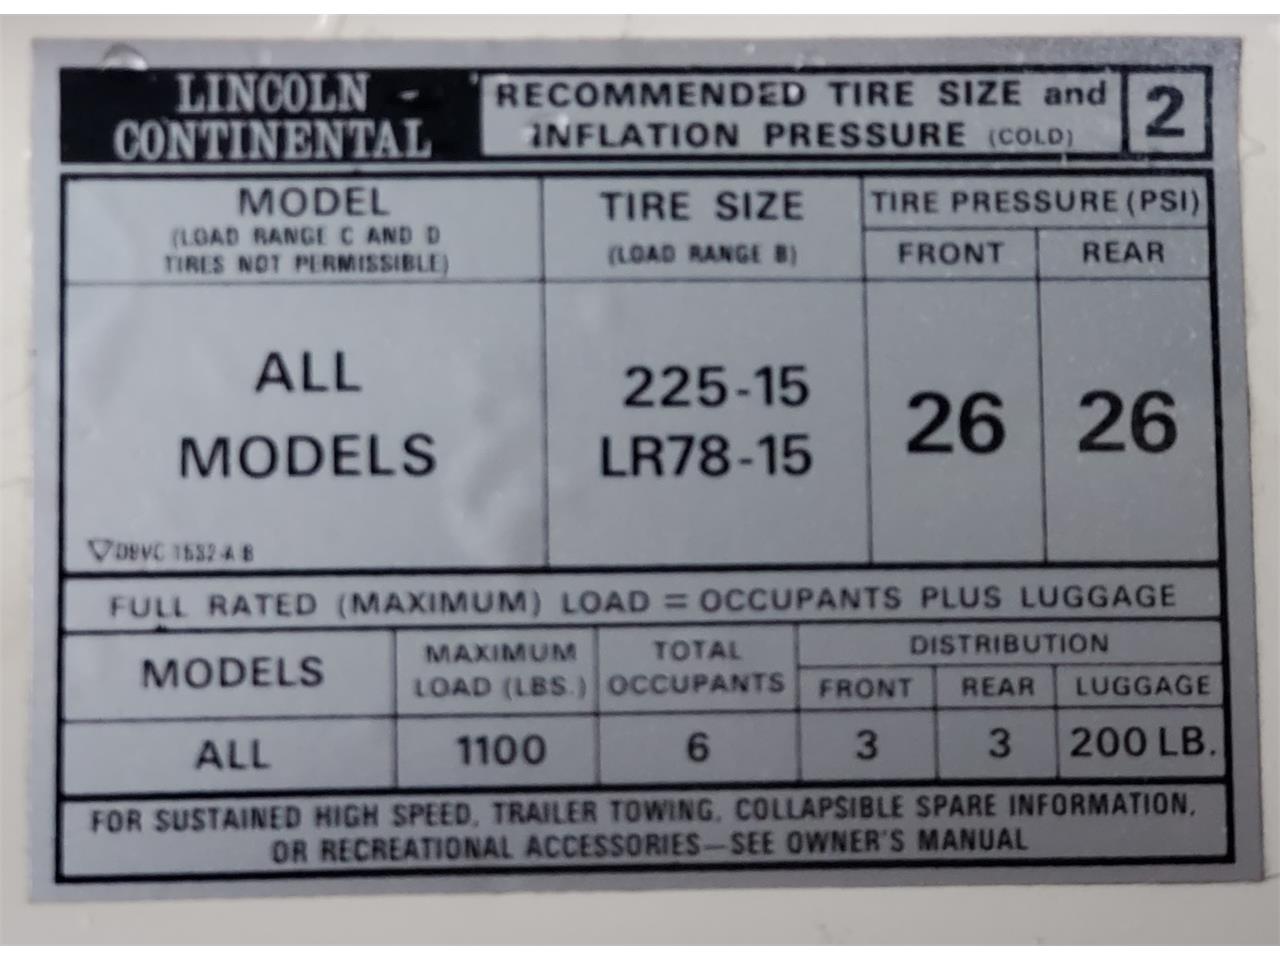 LINCOLN
CONTINENTAL
RECOMMENDED TIRE SIZE and
INFLATION PRESSURE (COLD)
2
MODEL
(LOAD RANGE C AND D
TIRES NOT PERMISSIBLE)
TIRE SIZE
(LOAD RANGE B)
TIRE PRESSURE (PSI)
FRONT REAR
ALL
MODELS
225-15
LR78-15
26 26
FULL RATED (MAXIMUM) LOAD = OCCUPANTS PLUS LUGGAGE
MODELS
MAXIMUM
LOAD (LBS.)
TOTAL
OCCUPANTS
DISTRIBUTION
FRONT REAR LUGGAGE
ALL 1100 6 3 3 200 LB.
FOR SUSTAINED HIGH SPEED, TRAILER TOWING, COLLAPSIBLE SPARE INFORMATION,
OR RECREATIONAL ACCESSORIES—SEE OWNER'S MANUAL